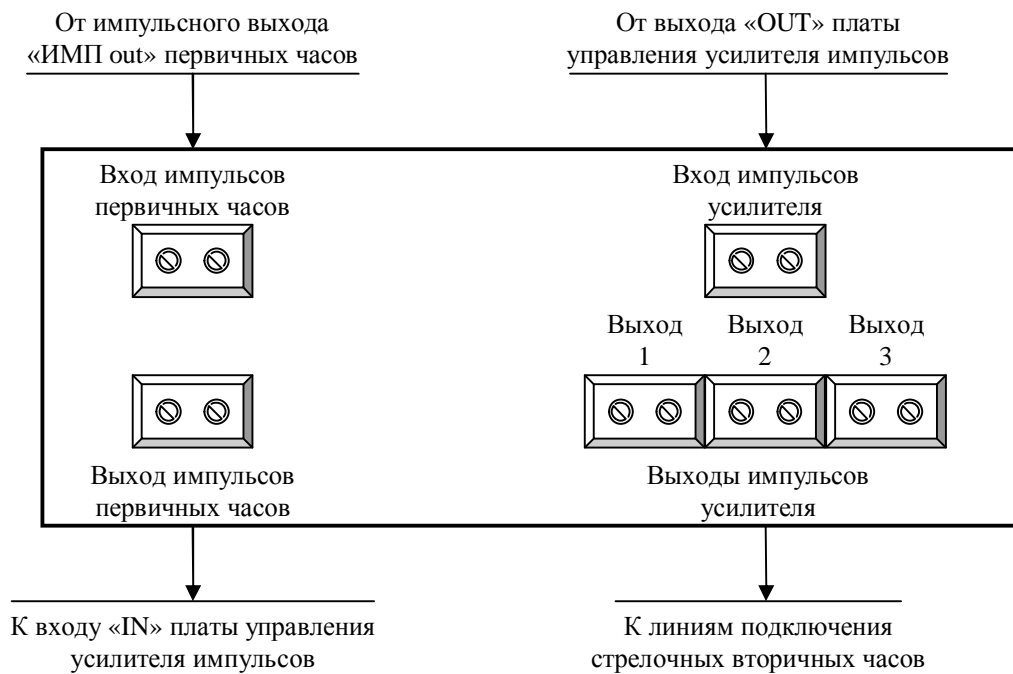 От импульсного выхода
«ИМП out» первичных часов
От выхода «OUT» платы
управления усилителя импульсов
Вход импульсов
первичных часов
Вход импульсов
усилителя
Выход
1
Выход
2
Выход
3
Выход импульсов
первичных часов
Выходы импульсов
усилителя
К входу «IN» платы управления
усилителя импульсов
К линиям подключения
стрелочных вторичных часов